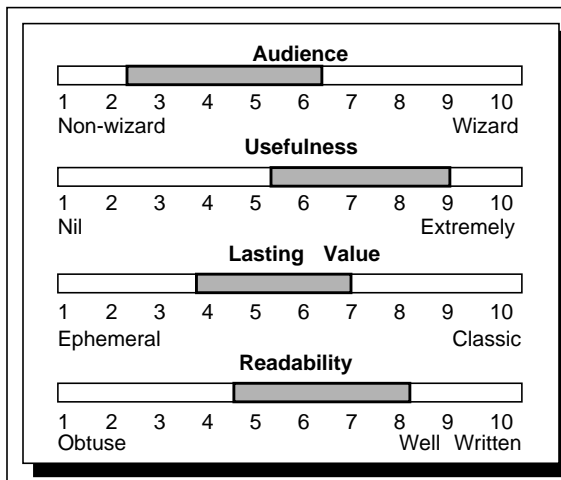 Audience
1 2 3 4 5 6 7 8 9 10
Non-wizard Wizard
Usefulness
1 2 3 4 5 6 7 8 9 10
Nil Extremely
Lasting Value
1 2 3 4 5 6 7 8 9 10
Ephemeral Classic
Readability
1 2 3 4 5 6 7 8 9 10
Obtuse Well Written